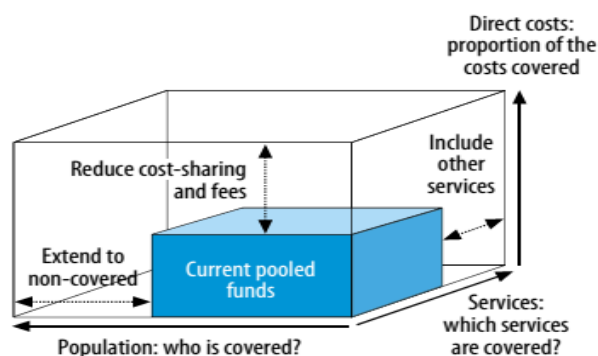 Direct costs:
proportion of the
costs covered
Include
other
services
Reduce cost-sharing
and fees
Extend to
non-covered
Current pooled
funds
Services:
which services
are covered?
Population: who is covered?